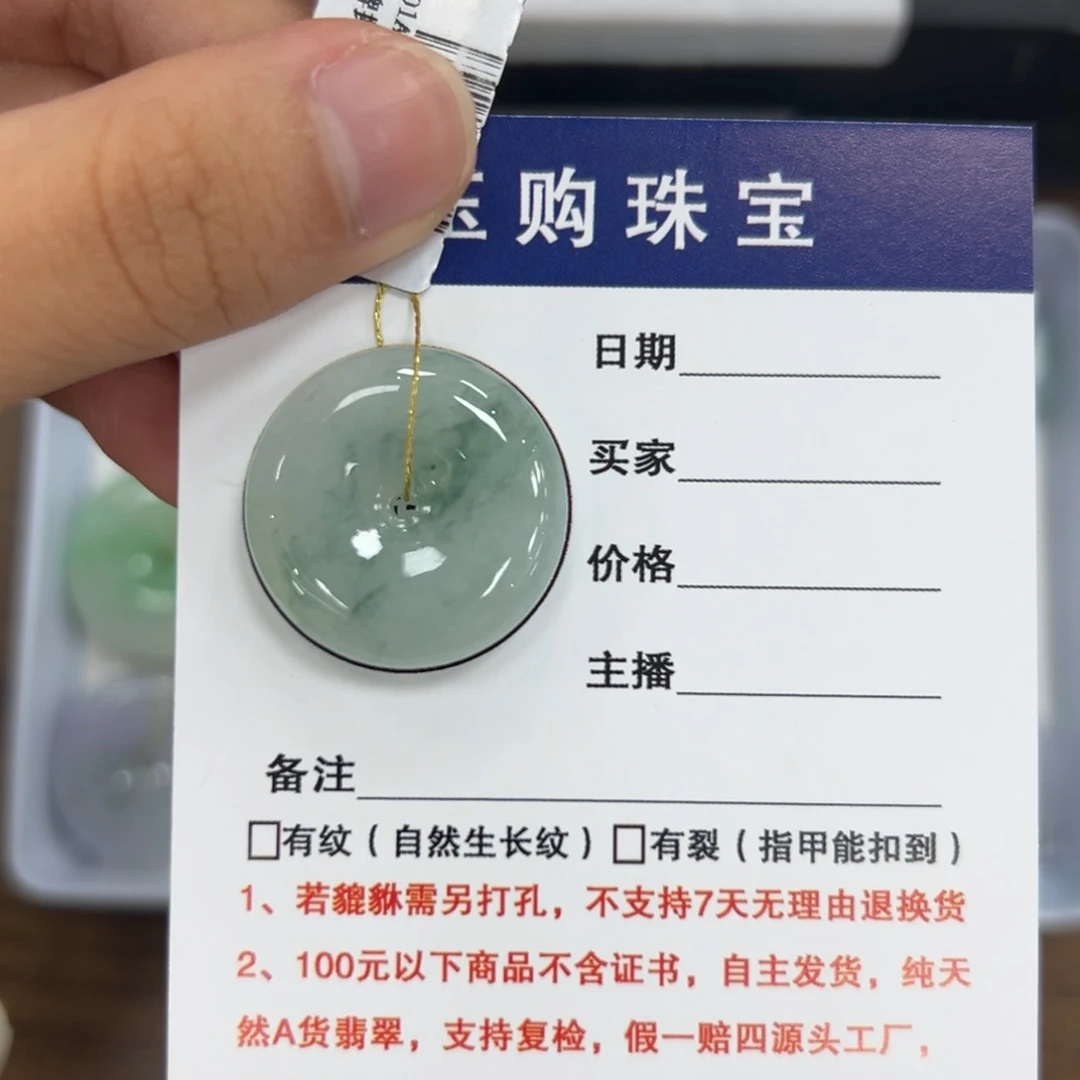 购珠宝
日期
买家
价格
主播
备注
□有纹（自然生长纹）□有裂（指甲能扣到）
1、若貔貅需另打孔，不支持7天无理由退换货
2、100元以下商品不含证书，自主发货，纯天
然A货翡翠，支持复检，假一赔四源头工厂，